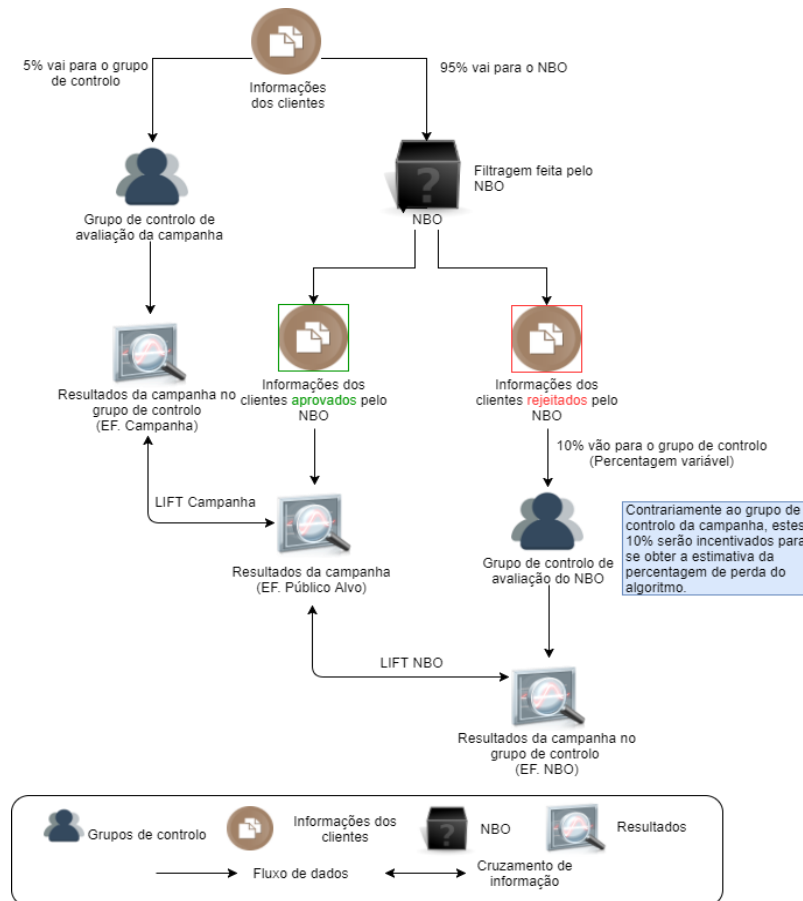 5% vai para o grupo
de controlo
95% vai para o NBO
Informações
dos clientes
Filtragem feita pelo
NBO
?
NBO
Grupo de controlo de
avaliação da campanha
Resultados da campanha no
grupo de controlo
(EF. Campanha)
Informações dos
clientes aprovados pelo
NBO
Informações dos
clientes rejeitados pelo
NBO
10% vão para o grupo de controlo
(Percentagem variável)
LIFT Campanha
Resultados da campanha
(EF. Público Alvo)
Grupo de controlo de
avaliação do NBO
Contrariamente ao grupo de
controlo da campanha, estes
10% serão incentivados para
se obter a estimativa da
percentagem de perda do
algoritmo.
LIFT NBO
Resultados da campanha no
grupo de controlo
(EF. NBO)
Grupos de controlo
Informações dos
clientes
?
NBO
Resultados
Fluxo de dados
Cruzamento de
informação